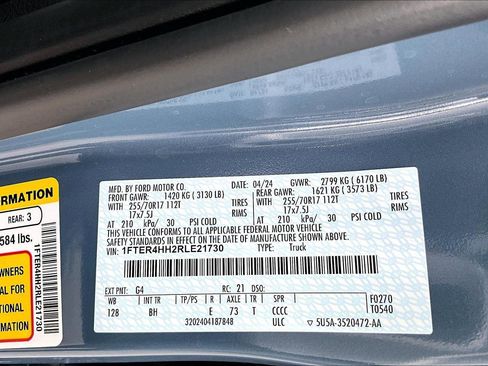 MFD. BY FORD MOTOR CO. 04/24 GVWR: 2799 KG ( 6170 LB)
FRONT GAWR: 1420 KG ( 3130 LB) REAR GAWR: 1621 KG ( 3573 LB)
WITH 255/70R17 112T TIRES WITH 255/70R17 112T TIRES
17x7.5J RIMS 17x7.5J RIMS
AT 210 kPa/ 30 PSI COLD AT 210 kPa/ 30 PSI COLD
THIS VEHICLE CONFORMS TO ALL APPLICABLE FEDERAL MOTOR VEHICLE
SAFETY STANDARDS IN EFFECT ON THE DATE OF MANUFACTURE SHOWN ABOVE.
VIN: 1FTER4HH2RLE21730 TYPE: Truck
EXT PNT: G4 RC: 21 DSO:
WB INT TR TP/PS R AXLE TR SPR F0270
128 BH E 73 T CCCC T0540
3202404187848 ULC SU5A-3520472-AA
FORMATION
REAR: 3
584 lbs.
OWNERS
1FTER4HH2RLE21730